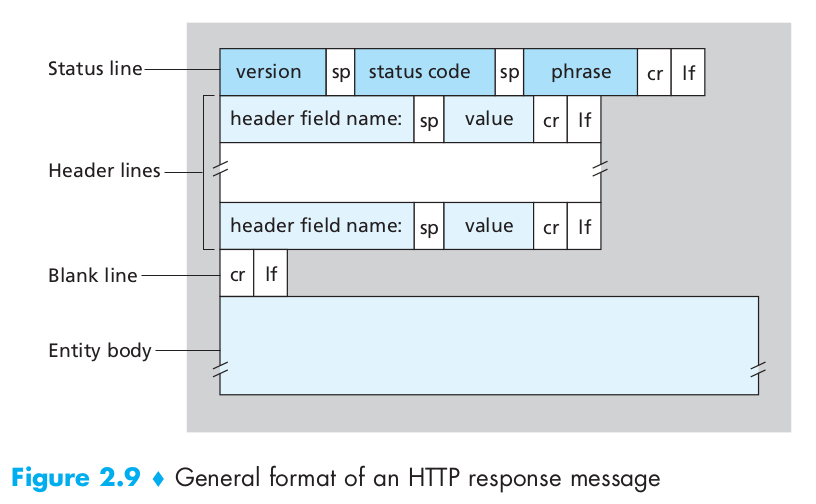 Status line
version sp status code sp phrase cr lf
header field name: sp value cr lf
Header lines
header field name: sp value cr lf
Blank line
cr lf
Entity body
Figure 2.9 ♦ General format of an HTTP response message